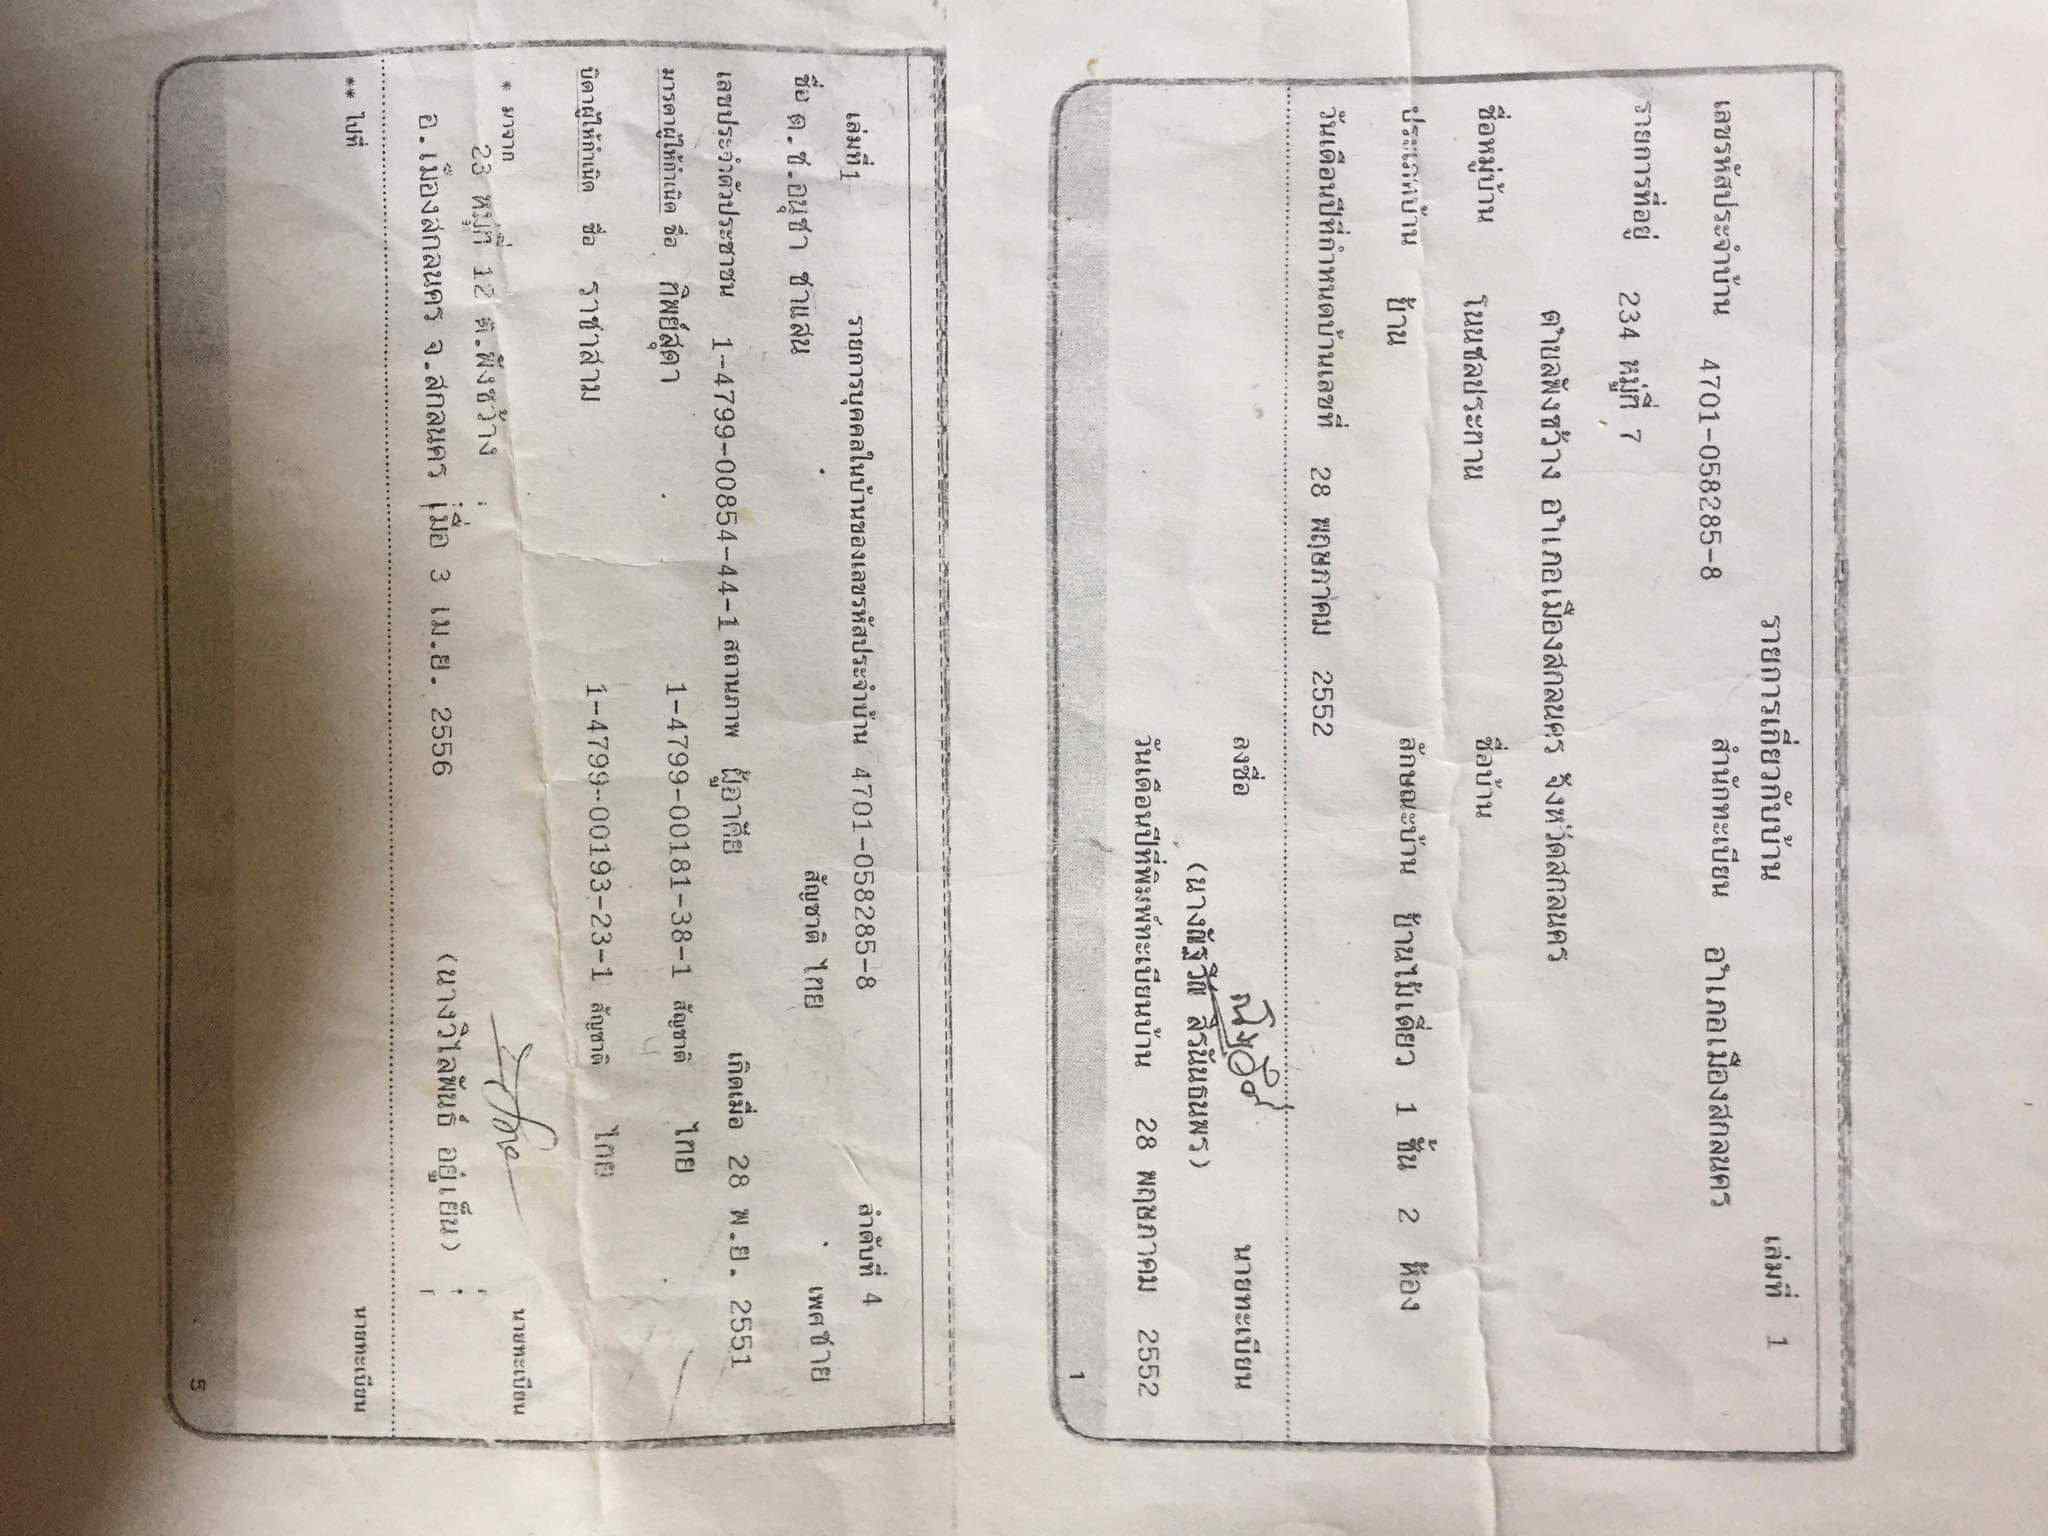 รายการเกี่ยวกับบ้าน เล่มที่ 1
เลขรหัสประจำบ้าน 4701-058285-8 สำนักทะเบียน อำเภอเมืองสกลนคร
รายการที่อยู่ 234 หมู่ที่ 7
ตำบลพังขว้าง อำเภอเมืองสกลนคร จังหวัดสกลนคร
ชื่อหมู่บ้าน โนนชลประทาน ชื่อบ้าน
ประเภทบ้าน บ้าน ลักษณะบ้าน บ้านไม้เดี่ยว 1 ชั้น 2 ห้อง
วันเดือนปีที่กำหนดบ้านเลขที่ 28 พฤษภาคม 2552
ลงชื่อ นายทะเบียน
(นางณัฐวัณ สิรนันธนพร)
วันเดือนปีที่พิมพ์ทะเบียนบ้าน 28 พฤษภาคม 2552
1
เล่มที่ 1 รายการบุคคลในบ้านของเลขรหัสประจำบ้าน 4701-058285-8 ลำดับที่ 4
ชื่อ ด.ช.อนุชา ชาแสน สัญชาติ ไทย เพศ ชาย
เลขประจำตัวประชาชน 1-4799-00854-44-1 สถานภาพ ผู้อาศัย เกิดเมื่อ 28 พ.ย. 2551
มารดาผู้ให้กำเนิด ชื่อ ทิพย์สุดา 1-4799-00181-38-1 สัญชาติ ไทย
บิดาผู้ให้กำเนิด ชื่อ ราชาสาม 1-4799-00193-23-1 สัญชาติ ไทย
* มาจาก นายทะเบียน
23 หมู่ที่ 12 ต.พังขว้าง
อ.เมืองสกลนคร จ.สกลนคร เมื่อ 3 เม.ย. 2556 (นางวิไลพันธ์ อยู่เย็น)
** ไปที่ นายทะเบียน
5